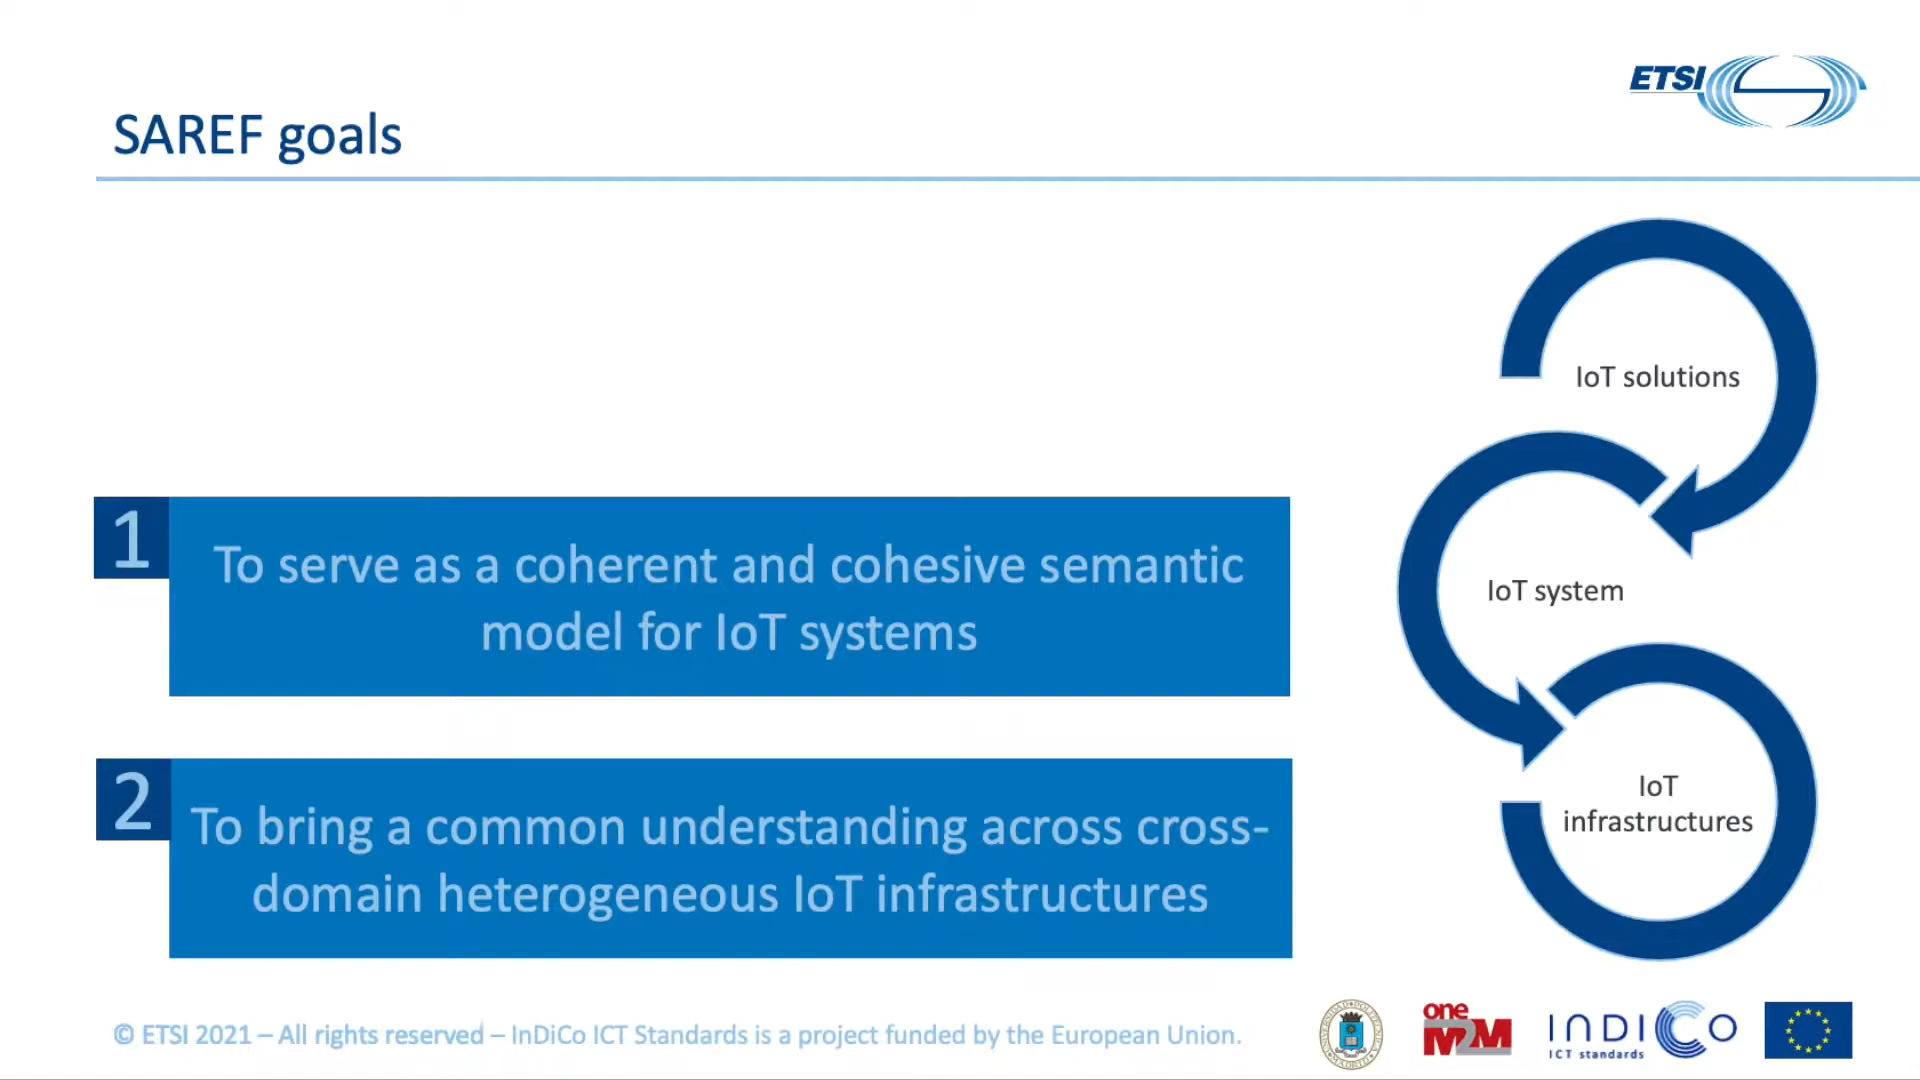 ETSI
SAREF goals
IoT solutions
1
To serve as a coherent and cohesive semantic
model for IoT systems
IoT system
2
To bring a common understanding across cross-
domain heterogeneous IoT infrastructures
IoT
infrastructures
© ETSI 2021 – All rights reserved – InDiCo ICT Standards is a project funded by the European Union.
one
M2M
INDICO
ICT standards